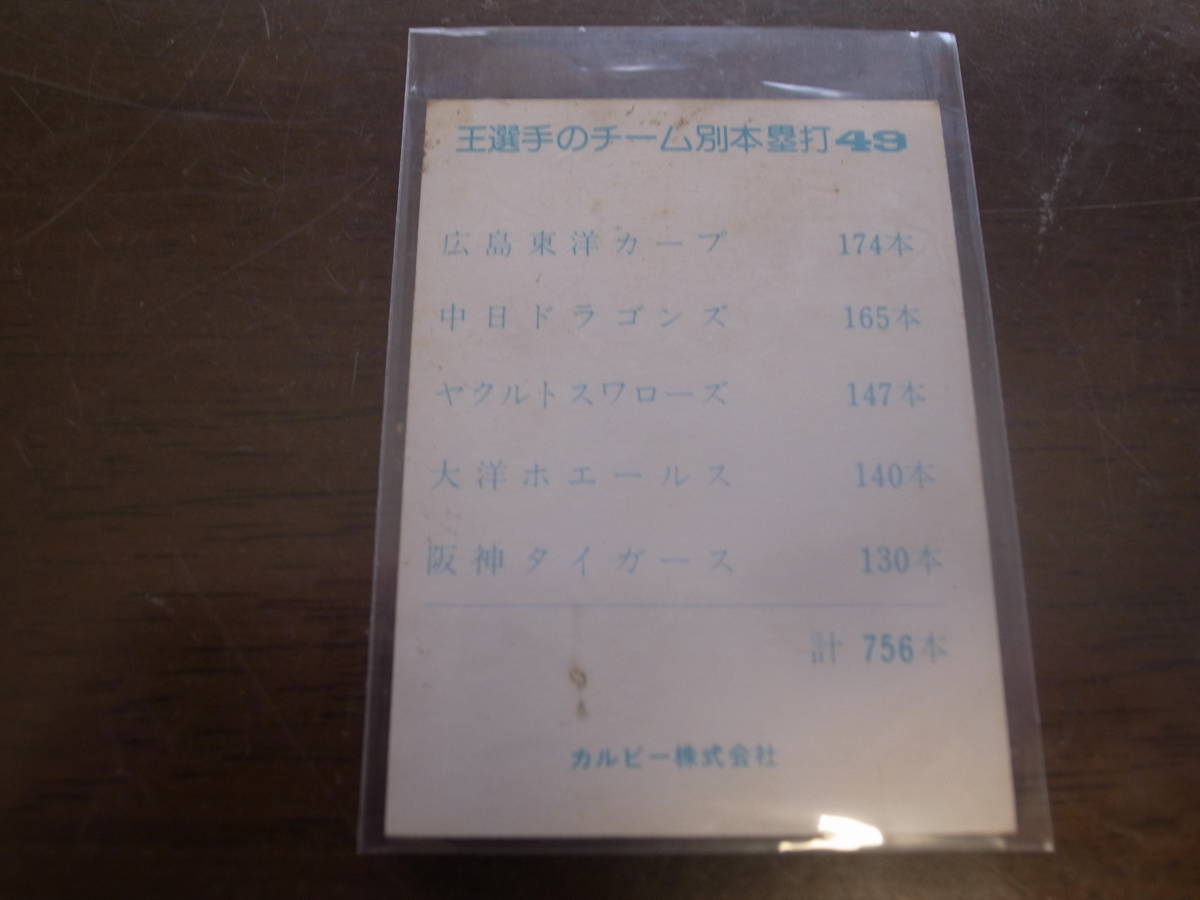 王選手のチーム別本塁打49
広島東洋カープ 174本
中日ドラゴンズ 165本
ヤクルトスワローズ 147本
大洋ホエールス 140本
阪神タイガース 130本
計 756本
カルビー株式会社